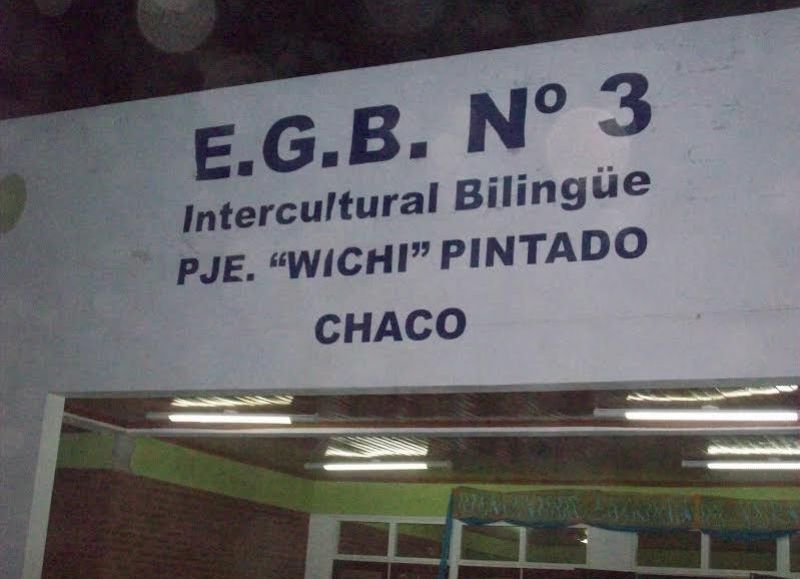 E.G.B. Nº 3
Intercultural Bilingüe
PJE. “WICHI” PINTADO
CHACO